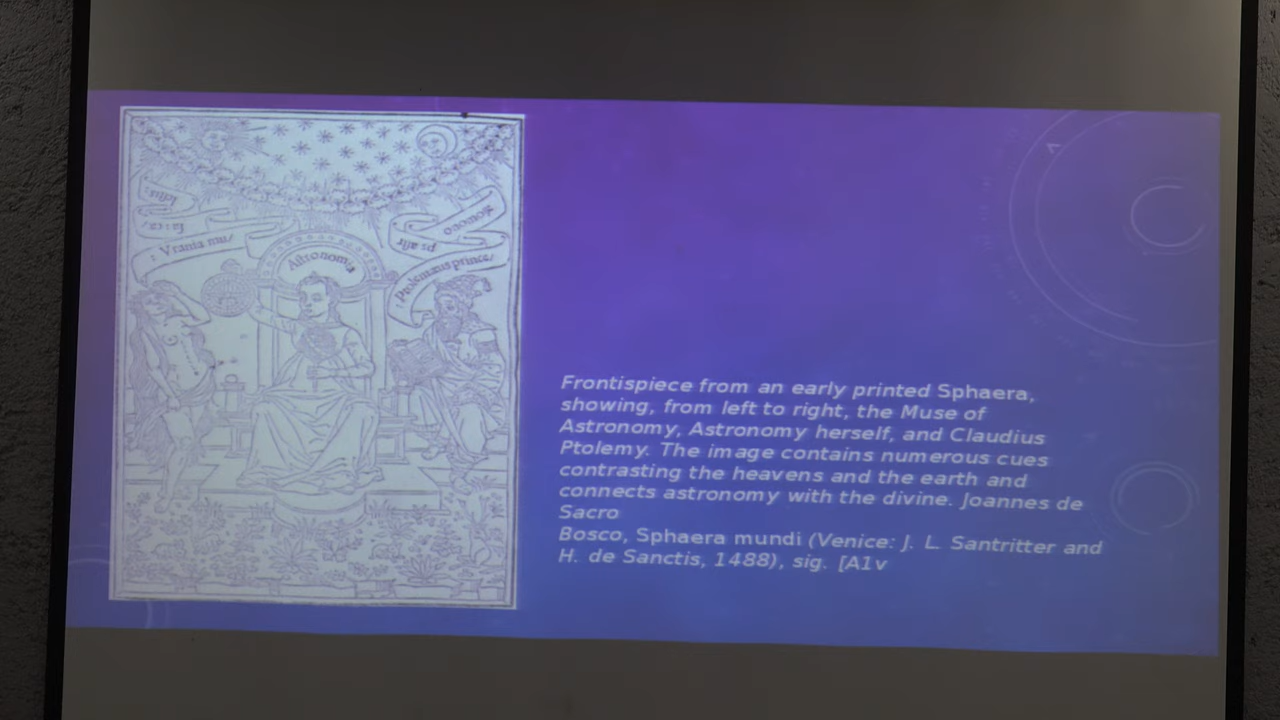 Vrania mu/
Astronomia
Ptolemaeus prince/
Frontispiece from an early printed Sphaera,
showing, from left to right, the Muse of
Astronomy, Astronomy herself, and Claudius
Ptolemy. The image contains numerous cues
contrasting the heavens and the earth and
connects astronomy with the divine. Joannes de
Sacro
Bosco, Sphaera mundi (Venice: J. L. Santritter and
H. de Sanctis, 1488), sig. [A1v